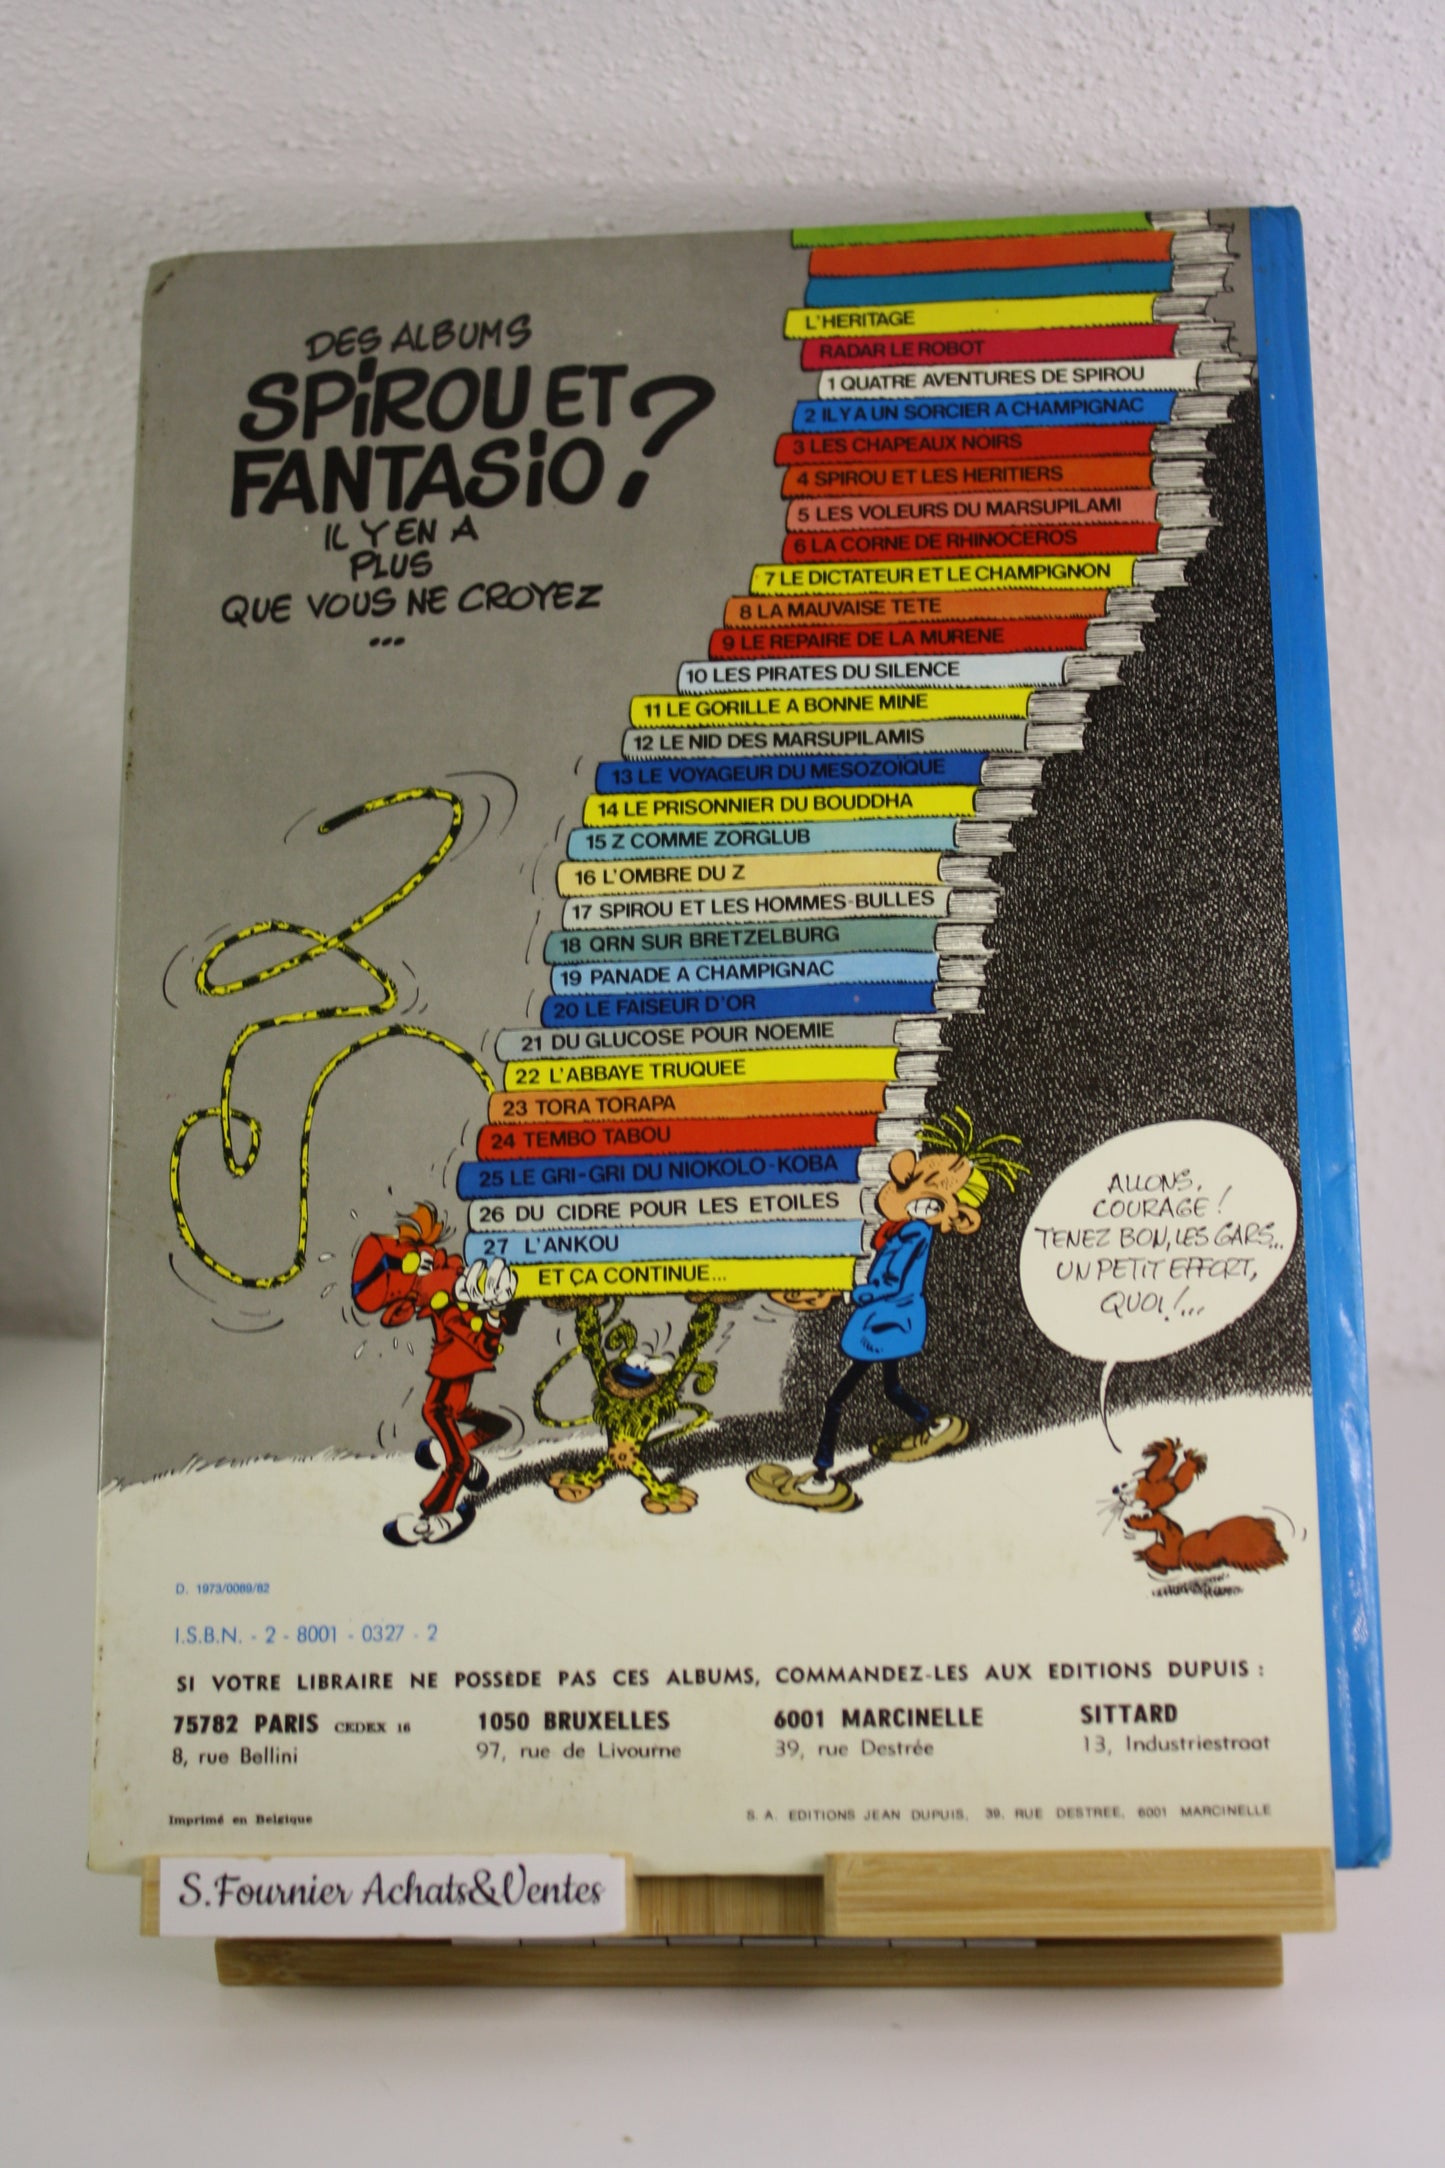 DES ALBUMS
SPIROU ET
FANTASIO ?
IL Y EN A
PLUS
QUE VOUS NE CROYEZ
...
L'HERITAGE
RADAR LE ROBOT
1 QUATRE AVENTURES DE SPIROU
2 IL Y A UN SORCIER A CHAMPIGNAC
3 LES CHAPEAUX NOIRS
4 SPIROU ET LES HERITIERS
5 LES VOLEURS DU MARSUPILAMI
6 LA CORNE DE RHINOCEROS
7 LE DICTATEUR ET LE CHAMPIGNON
8 LA MAUVAISE TETE
9 LE REPAIRE DE LA MURENE
10 LES PIRATES DU SILENCE
11 LE GORILLE A BONNE MINE
12 LE NID DES MARSUPILAMIS
13 LE VOYAGEUR DU MESOZOÏQUE
14 LE PRISONNIER DU BOUDDHA
15 Z COMME ZORGLUB
16 L'OMBRE DU Z
17 SPIROU ET LES HOMMES-BULLES
18 QRN SUR BRETZELBURG
19 PANADE A CHAMPIGNAC
20 LE FAISEUR D'OR
21 DU GLUCOSE POUR NOEMIE
22 L'ABBAYE TRUQUEE
23 TORA TORAPA
24 TEMBO TABOU
25 LE GRI-GRI DU NIOKOLO-KOBA
26 DU CIDRE POUR LES ETOILES
27 L'ANKOU
ET ÇA CONTINUE...
ALLONS,
COURAGE !
TENEZ BON, LES GARS...
UN PETIT EFFORT,
QUOI !...
D. 1973/0089/82
I.S.B.N. - 2 - 8001 - 0327 - 2
SI VOTRE LIBRAIRE NE POSSÈDE PAS CES ALBUMS, COMMANDEZ-LES AUX EDITIONS DUPUIS :
75782 PARIS CEDEX 16
8, rue Bellini
1050 BRUXELLES
97, rue de Livourne
6001 MARCINELLE
39, rue Destrée
SITTARD
13, Industriestraat
Imprimé en Belgique
S. A. EDITIONS JEAN DUPUIS, 39, RUE DESTREE, 6001 MARCINELLE
S.Fournier Achats&Ventes